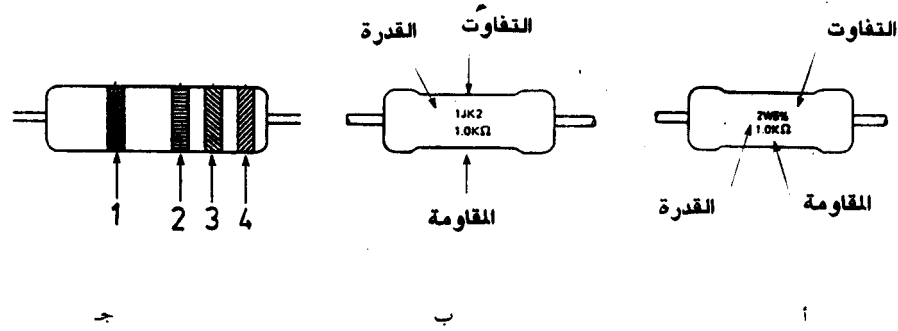 التفاوت
2W5%
1.0KΩ
القدرة
المقاومة
أ
التفاوت
القدرة
1JK2
1.0KΩ
المقاومة
ب
1 2 3 4
جـ